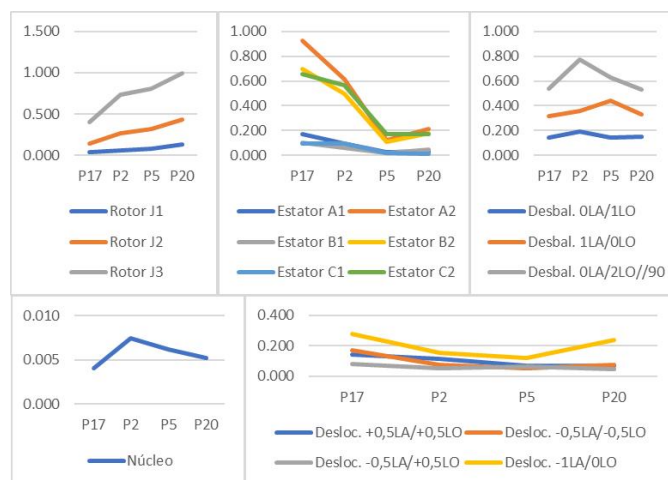 1.500
1.000
0.500
0.000
P17 P2 P5 P20
Rotor J1
Rotor J2
Rotor J3
1.000
0.800
0.600
0.400
0.200
0.000
P17 P2 P5 P20
Estator A1 Estator A2
Estator B1 Estator B2
Estator C1 Estator C2
1.000
0.800
0.600
0.400
0.200
0.000
P17 P2 P5 P20
Desbal. 0LA/1LO
Desbal. 1LA/0LO
Desbal. 0LA/2LO//90
0.010
0.005
0.000
P17 P2 P5 P20
Núcleo
0.400
0.200
0.000
P17 P2 P5 P20
Desloc. +0,5LA/+0,5LO Desloc. -0,5LA/-0,5LO
Desloc. -0,5LA/+0,5LO Desloc. -1LA/0LO